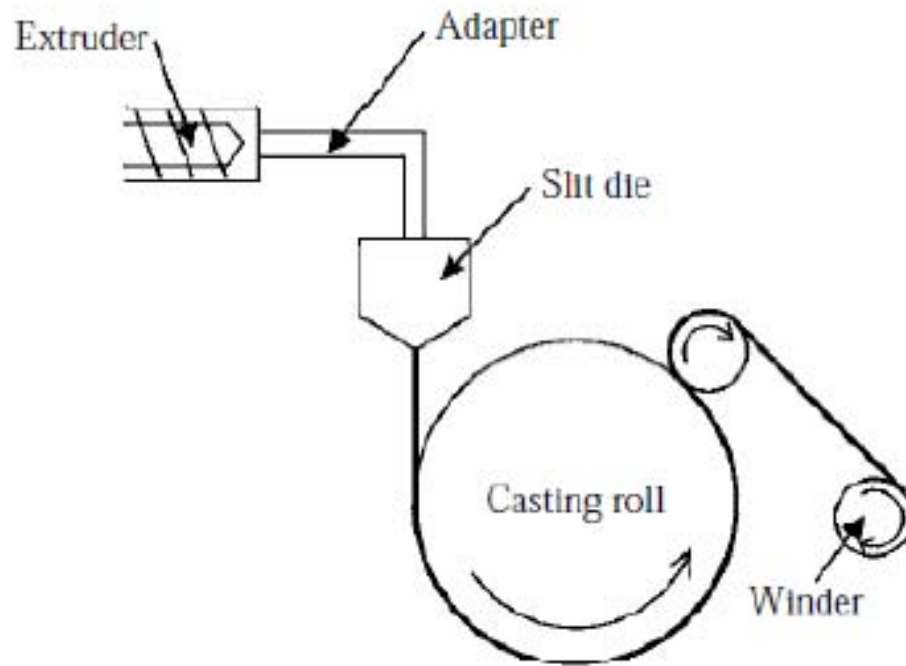 Extruder
Adapter
Slit die
Casting roll
Winder